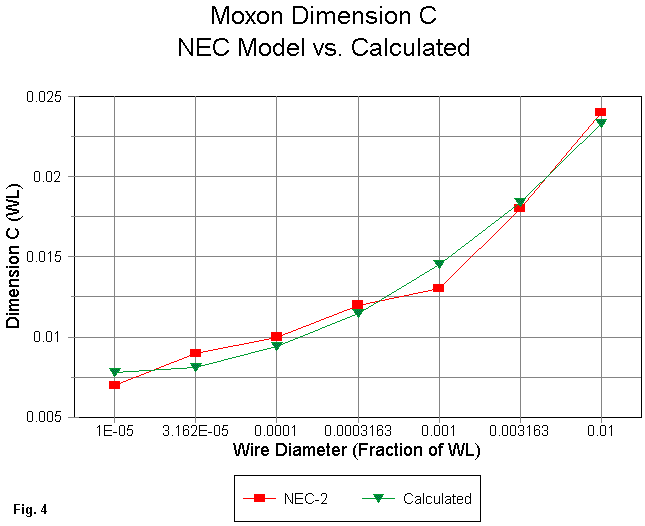 Moxon Dimension C
NEC Model vs. Calculated
Dimension C (WL)
0.025
0.02
0.015
0.01
0.005
1E-05 3.162E-05 0.0001 0.0003163 0.001 0.003163 0.01
Wire Diameter (Fraction of WL)
NEC-2 Calculated
Fig. 4